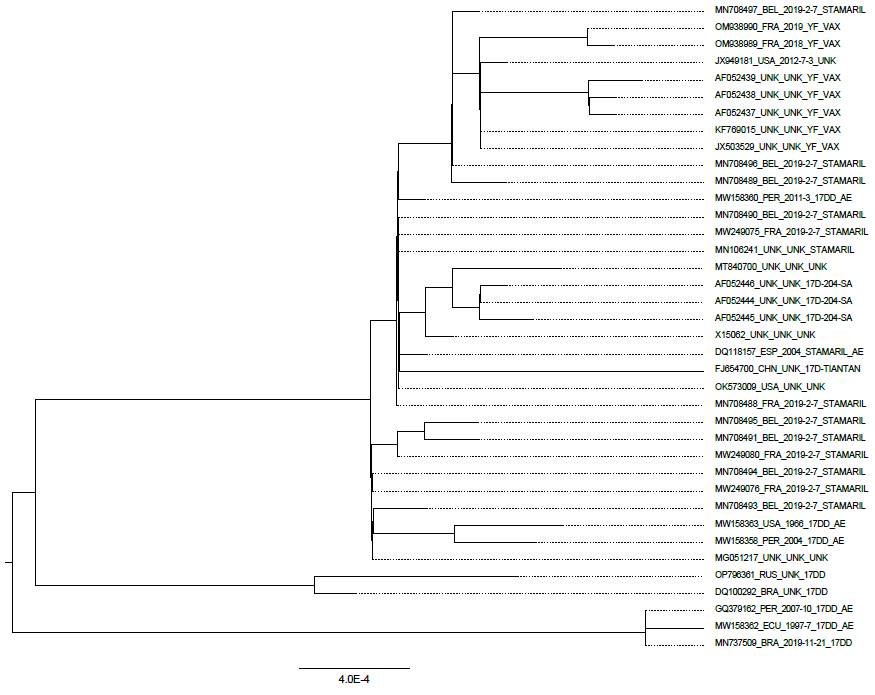 MN708497_BEL_2019-2-7_STAMARIL
OM938990_FRA_2019_YF_VAX
OM938989_FRA_2018_YF_VAX
JX949181_USA_2012-7-3_UNK
AF052439_UNK_UNK_YF_VAX
AF052438_UNK_UNK_YF_VAX
AF052437_UNK_UNK_YF_VAX
KF769015_UNK_UNK_YF_VAX
JX503529_UNK_UNK_YF_VAX
MN708496_BEL_2019-2-7_STAMARIL
MN708489_BEL_2019-2-7_STAMARIL
MW158360_PER_2011-3_17DD_AE
MN708490_BEL_2019-2-7_STAMARIL
MW249075_FRA_2019-2-7_STAMARIL
MN106241_UNK_UNK_STAMARIL
MT840700_UNK_UNK_UNK
AF052446_UNK_UNK_17D-204-SA
AF052444_UNK_UNK_17D-204-SA
AF052445_UNK_UNK_17D-204-SA
X15062_UNK_UNK_UNK
DQ118157_ESP_2004_STAMARIL_AE
FJ654700_CHN_UNK_17D-TIANTAN
OK573009_USA_UNK_UNK
MN708488_FRA_2019-2-7_STAMARIL
MN708495_BEL_2019-2-7_STAMARIL
MN708491_BEL_2019-2-7_STAMARIL
MW249080_FRA_2019-2-7_STAMARIL
MN708494_BEL_2019-2-7_STAMARIL
MW249076_FRA_2019-2-7_STAMARIL
MN708493_BEL_2019-2-7_STAMARIL
MW158363_USA_1966_17DD_AE
MW158358_PER_2004_17DD_AE
MG051217_UNK_UNK_UNK
OP796361_RUS_UNK_17DD
DQ100292_BRA_UNK_17DD
GQ379162_PER_2007-10_17DD_AE
MW158362_ECU_1997-7_17DD_AE
MN737509_BRA_2019-11-21_17DD
4.0E-4